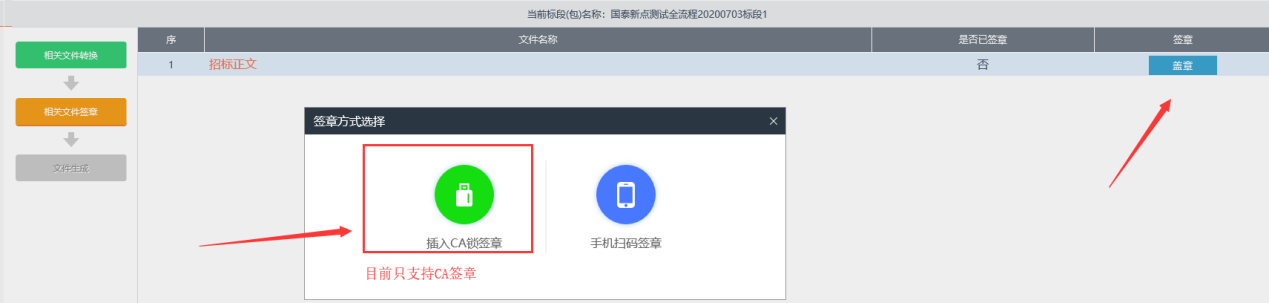 当前标段(包)名称：国泰新点测试全流程20200703标段1
相关文件转换
相关文件签章
文件生成
序 文件名称 是否已签章 签章
1 招标正文 否 盖章
签章方式选择 ×
插入CA锁签章 手机扫码签章
目前只支持CA签章